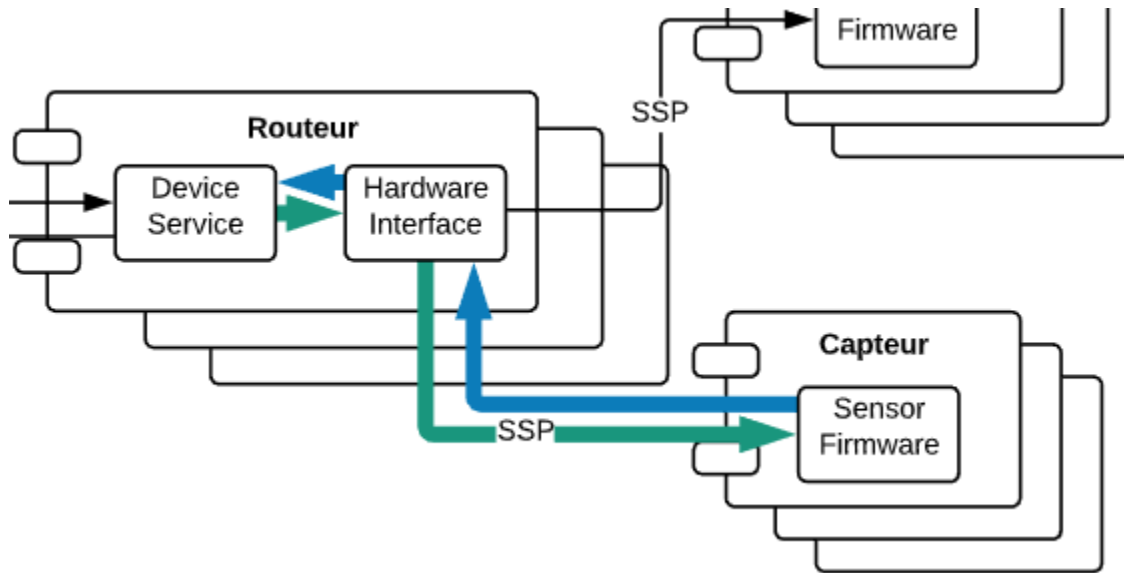 Firmware
SSP
Routeur
Device
Service
Hardware
Interface
Capteur
Sensor
Firmware
SSP